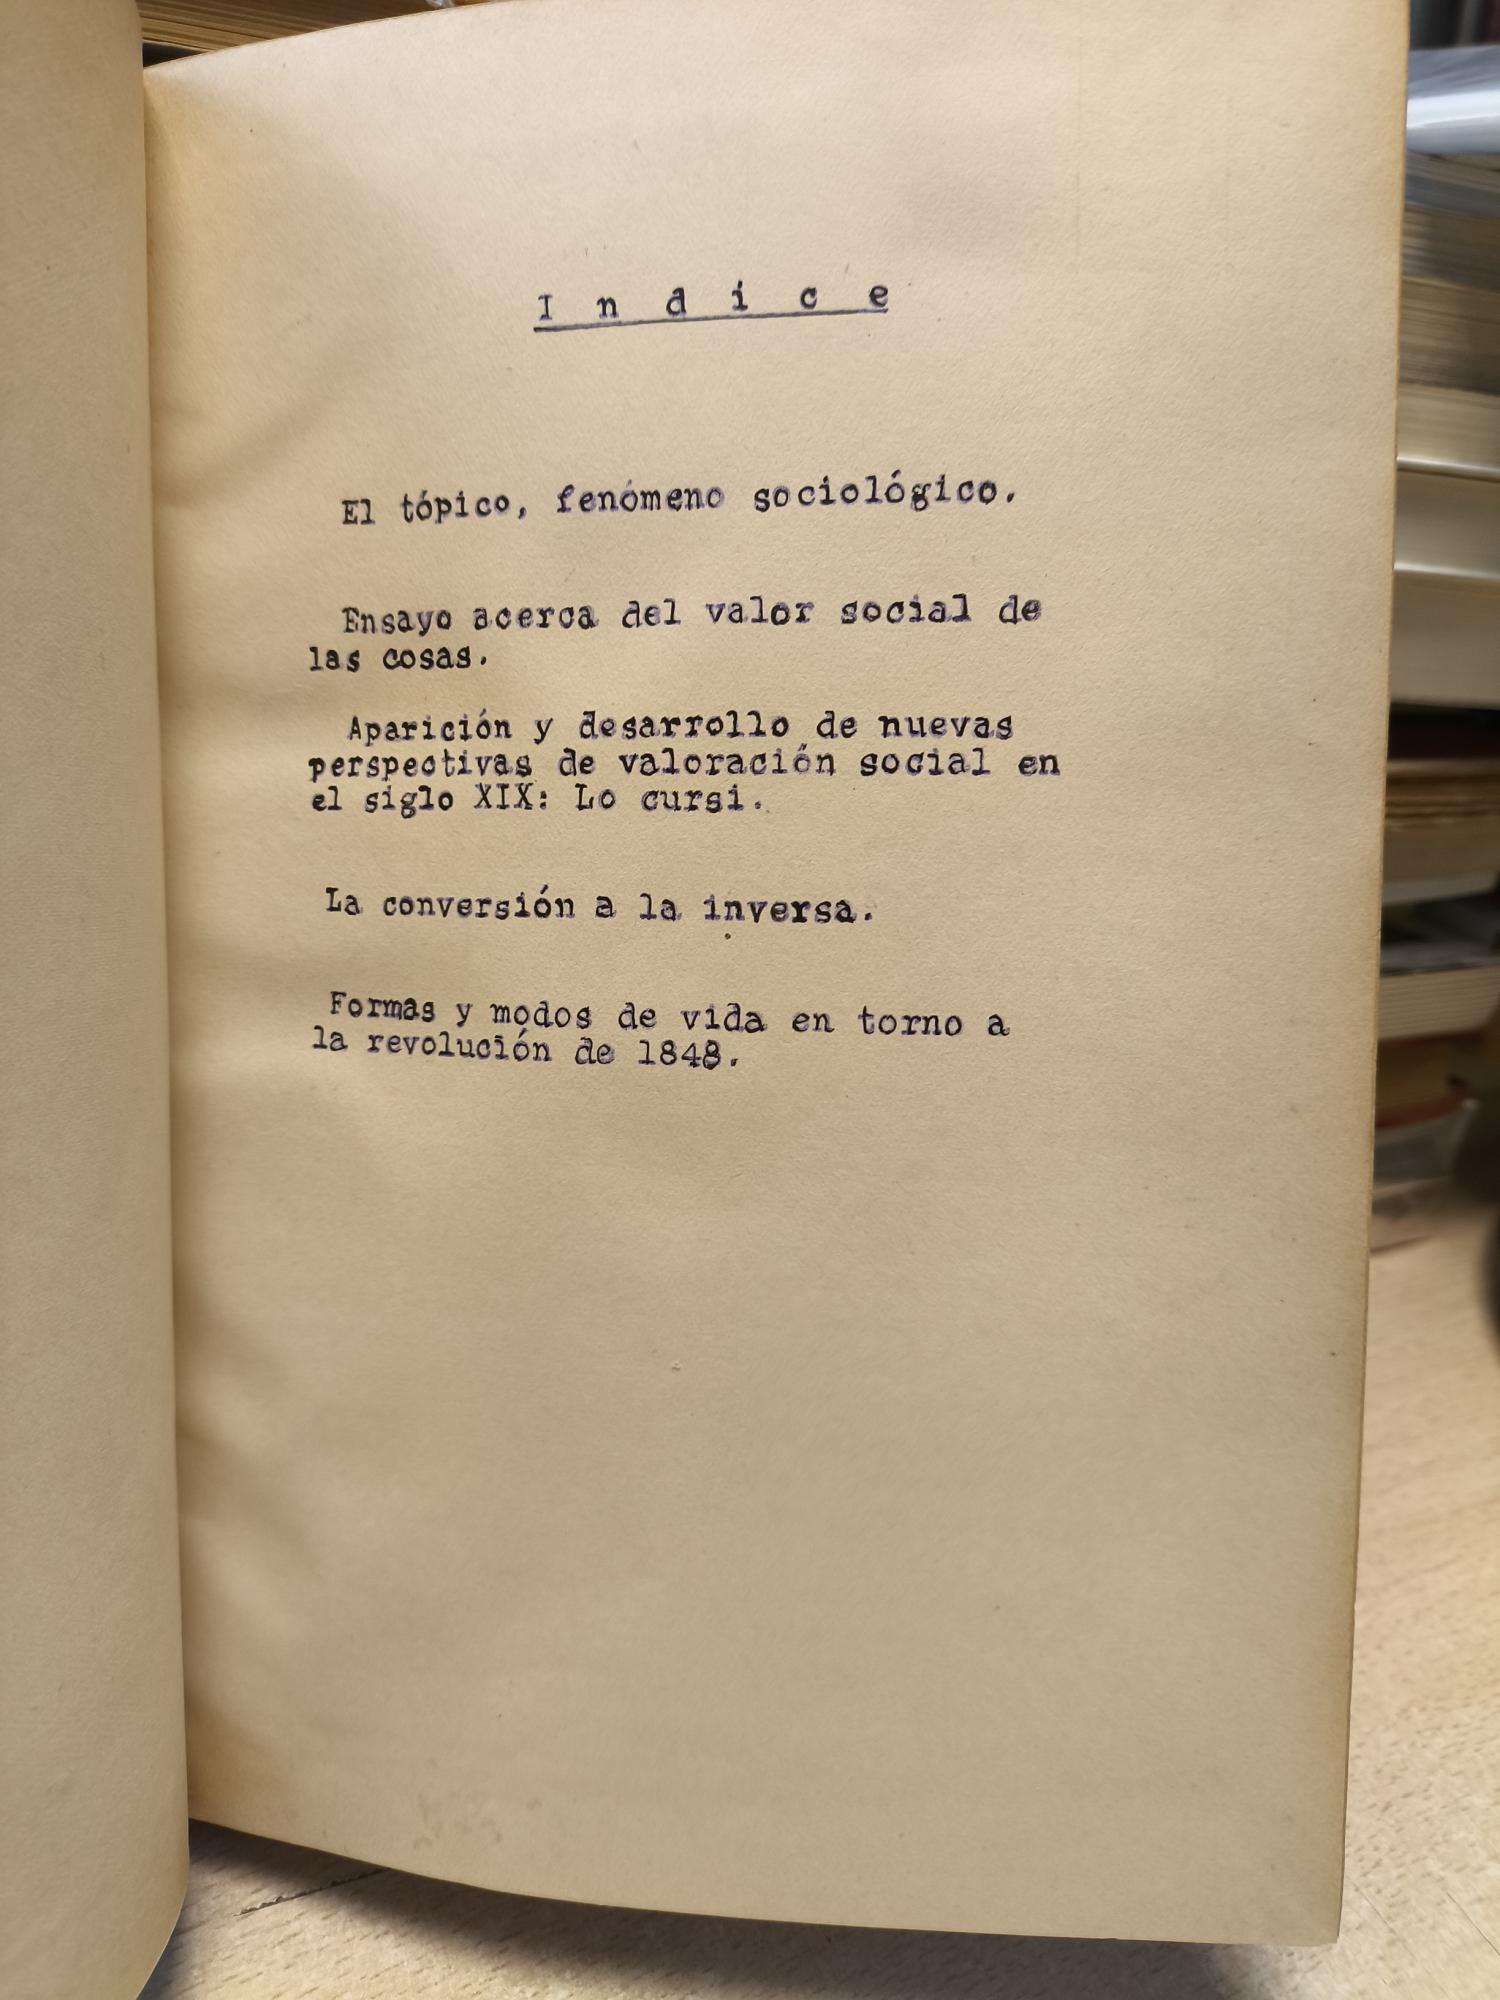 I n d i c e
El tópico, fenómeno sociológico.
Ensayo acerca del valor social de
las cosas.
Aparición y desarrollo de nuevas
perspectivas de valoración social en
el siglo XIX: Lo cursi.
La conversión a la inversa.
Formas y modos de vida en torno a
la revolución de 1848.